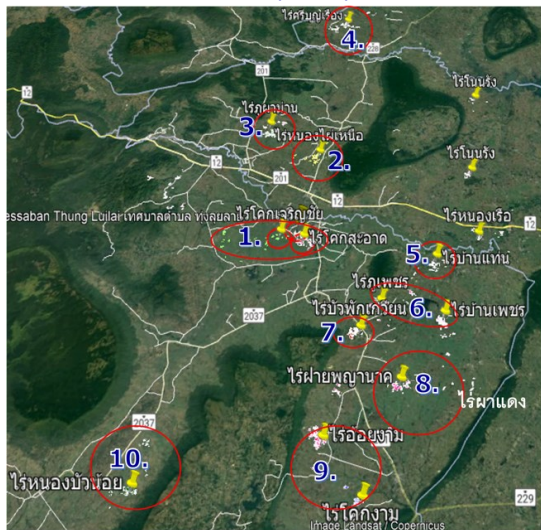 ไร่ศรีบุญเรือง
4.
228
201
ไร่โนนรัง
12
ไร่ภูผาม่าน
3.
ไร่หนองไผ่เหนือ
2.
12
201
ไร่โนนรัง
12
essaban Thung Luilai เทศบาลตำบล ทุ่งลุยลาย
ไร่โคกเจริญชัย
1.
ไร่โคกสะอาด
ไร่หนองเรือ
12
5.
ไร่บ้านแท่น
ไร่ภูเพชร
6.
ไร่บ้านเพชร
2037
ไร่บัวพักเกวียน
7.
ไร่ฝายพญานาค
8.
ไร่ผาแดง
2037
ไร่อ้อยงาม
10.
9.
ไร่หนองบัวน้อย
ไร่โคกงาม
229
Image Landsat / Copernicus